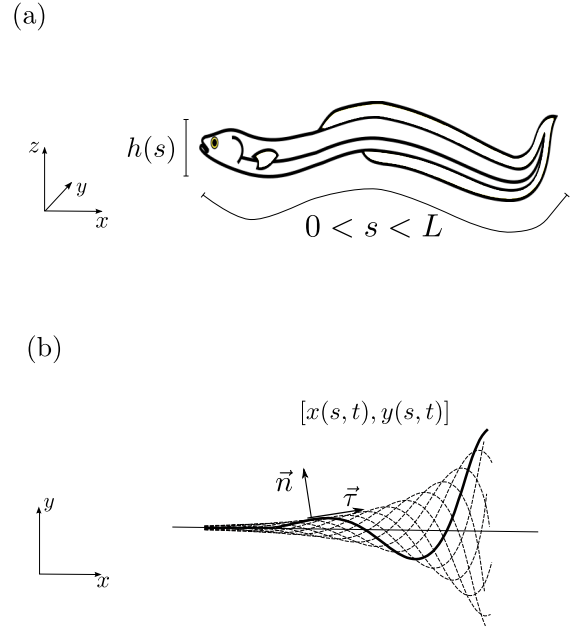 (a)
h(s)
z
y
x
0 < s < L
(b)
[x(s, t), y(s, t)]
n⃗
τ⃗
y
x